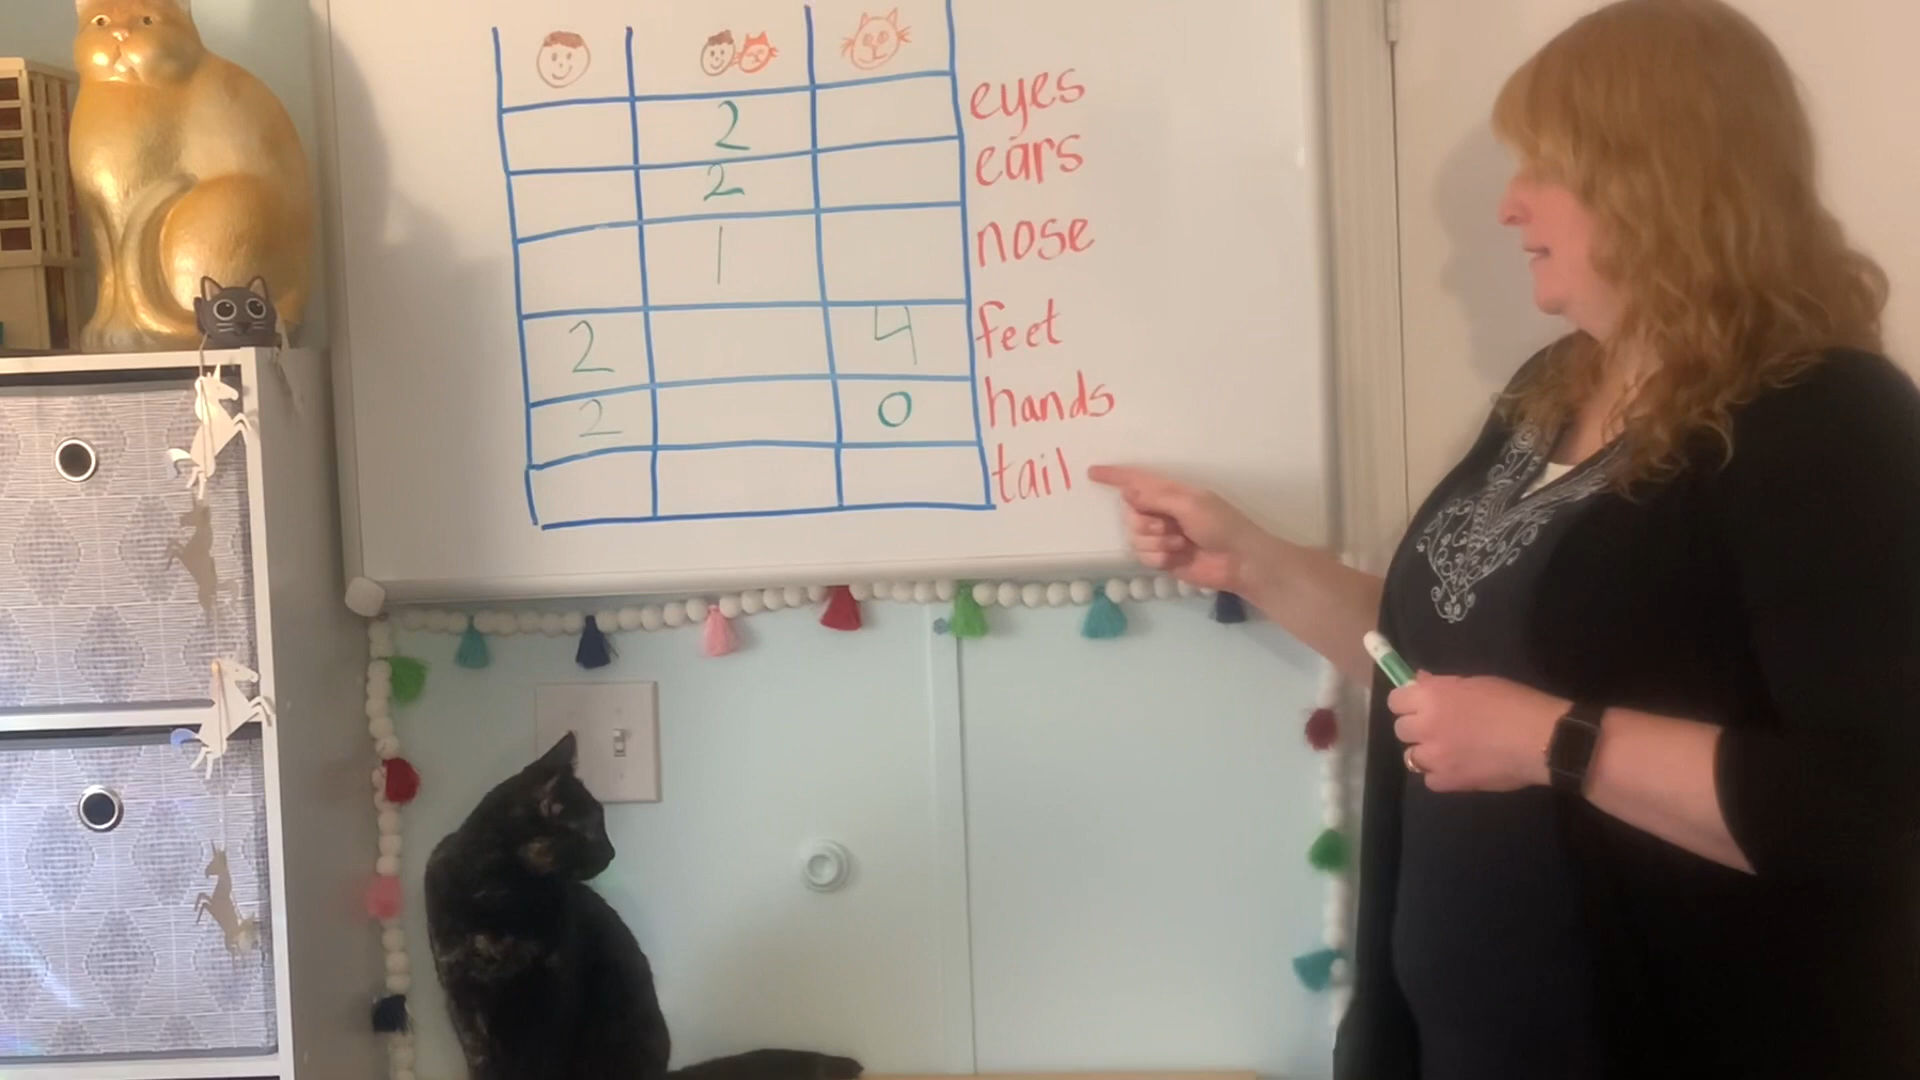 2 eyes
2 ears
1 nose
2 4 feet
2 0 hands
tail